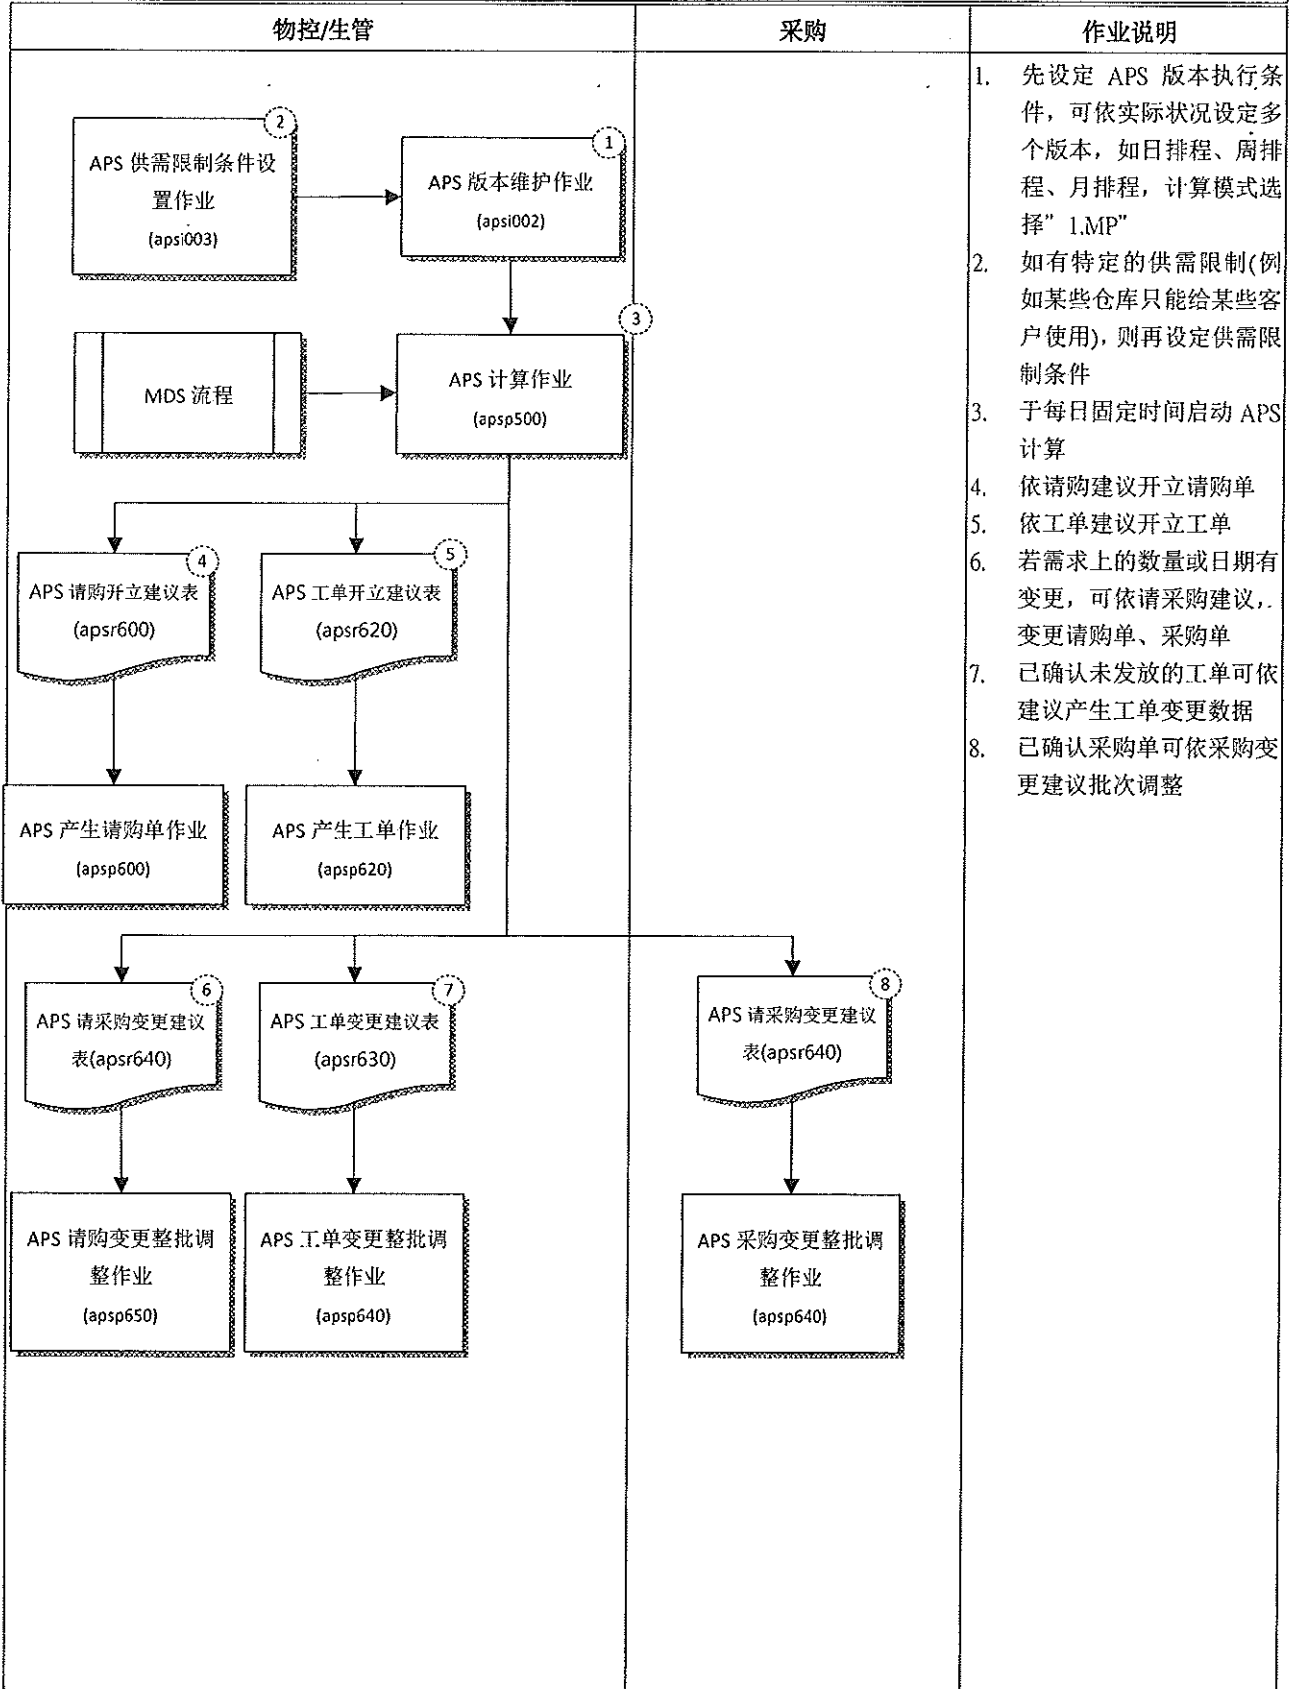 物控/生管
采购
作业说明
2
APS 供需限制条件设
置作业
(apsi003)
1
APS 版本维护作业
(apsi002)
MDS 流程
3
APS 计算作业
(apsp500)
4
APS 请购开立建议表
(apsr600)
5
APS 工单开立建议表
(apsr620)
APS 产生请购单作业
(apsp600)
APS 产生工单作业
(apsp620)
6
APS 请采购变更建议
表(apsr640)
7
APS 工单变更建议表
(apsr630)
8
APS 请采购变更建议
表(apsr640)
APS 请购变更整批调
整作业
(apsp650)
APS 工单变更整批调
整作业
(apsp640)
APS 采购变更整批调
整作业
(apsp640)
1. 先设定 APS 版本执行条
件，可依实际状况设定多
个版本，如日排程、周排
程、月排程，计算模式选
择”1.MP”
2. 如有特定的供需限制(例
如某些仓库只能给某些客
户使用)，则再设定供需限
制条件
3. 于每日固定时间启动 APS
计算
4. 依请购建议开立请购单
5. 依工单建议开立工单
6. 若需求上的数量或日期有
变更，可依请采购建议，
变更请购单、采购单
7. 已确认未发放的工单可依
建议产生工单变更数据
8. 已确认采购单可依采购变
更建议批次调整